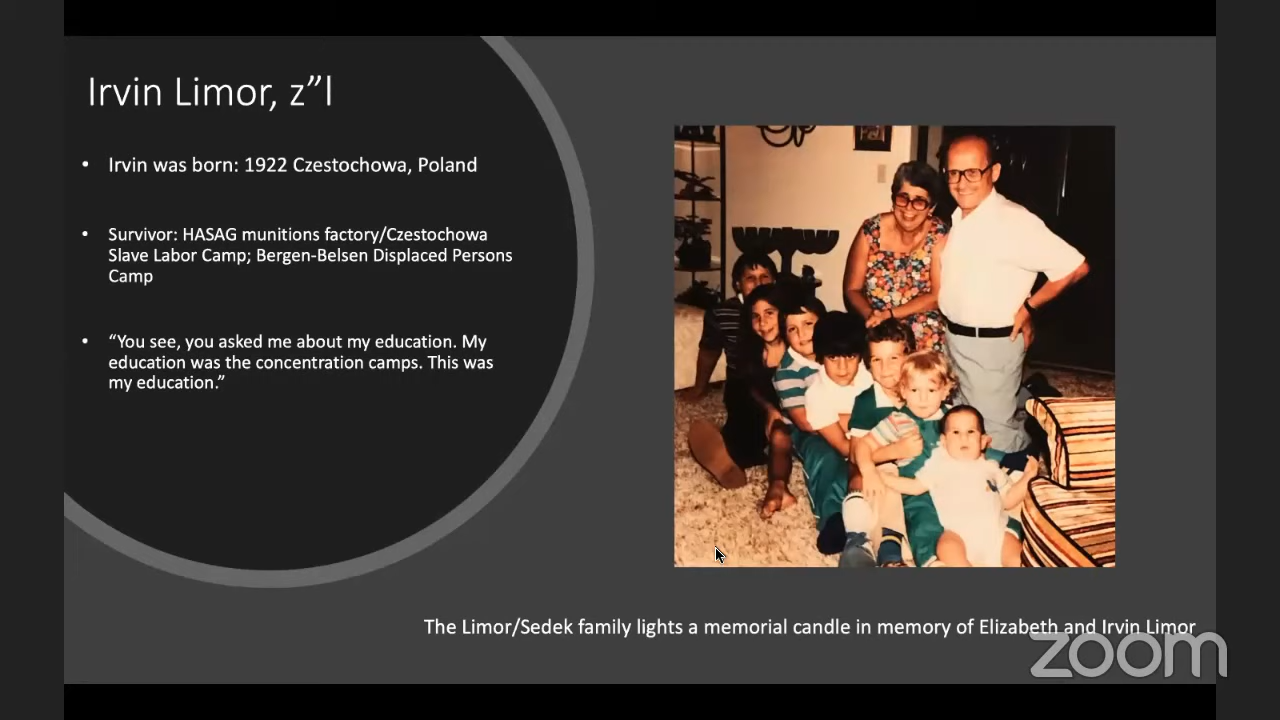 Irvin Limor, z”l
• Irvin was born: 1922 Czestochowa, Poland
• Survivor: HASAG munitions factory/Czestochowa
Slave Labor Camp; Bergen-Belsen Displaced Persons
Camp
• “You see, you asked me about my education. My
education was the concentration camps. This was
my education.”
The Limor/Sedek family lights a memorial candle in memory of Elizabeth and Irvin Limor
zoom